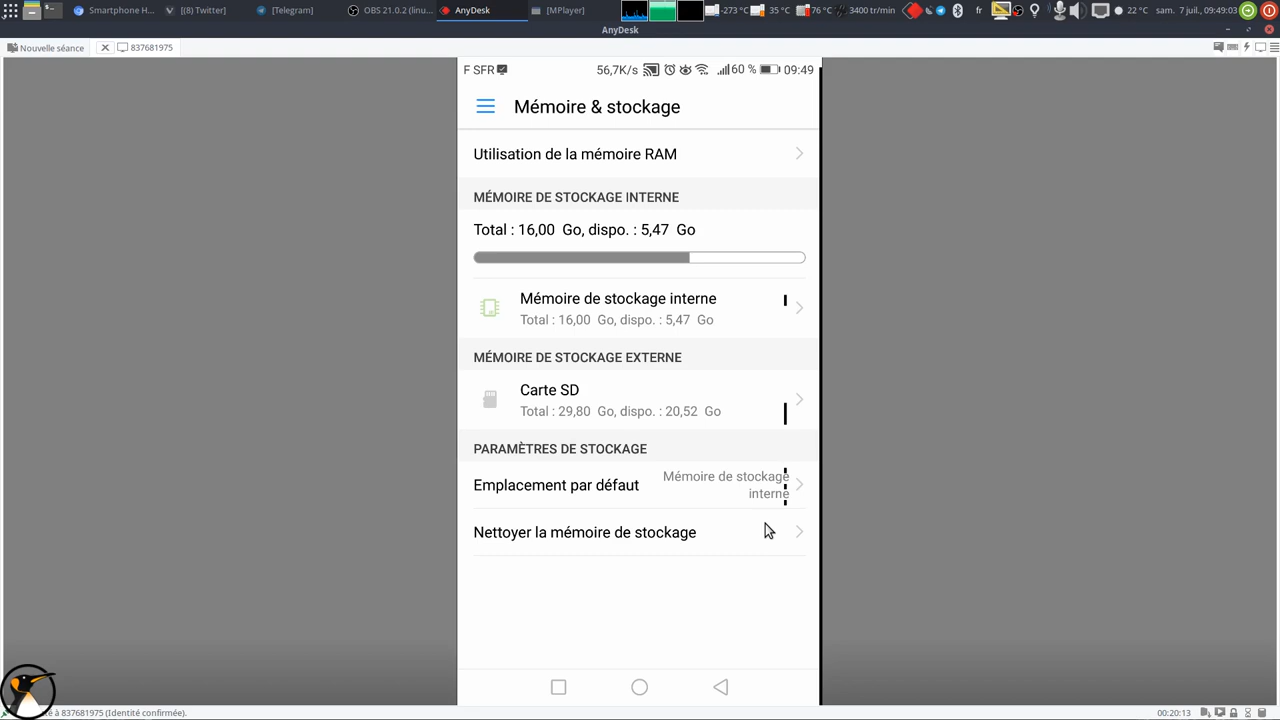 Smartphone H...
[(8) Twitter]
[Telegram]
OBS 21.0.2 (linu...
AnyDesk
[MPlayer]
-273 °C
35 °C
76 °C
3400 tr/min
fr
22 °C
sam. 7 juil, 09:49:03
AnyDesk
Nouvelle séance
837681975
F SFR
56,7K/s
60 %
09:49
Mémoire & stockage
Utilisation de la mémoire RAM
MÉMOIRE DE STOCKAGE INTERNE
Total : 16,00 Go, dispo. : 5,47 Go
Mémoire de stockage interne
Total : 16,00 Go, dispo. : 5,47 Go
MÉMOIRE DE STOCKAGE EXTERNE
Carte SD
Total : 29,80 Go, dispo. : 20,52 Go
PARAMÈTRES DE STOCKAGE
Emplacement par défaut
Mémoire de stockage
interne
Nettoyer la mémoire de stockage
à 837681975 (Identité confirmée).
00:20:13